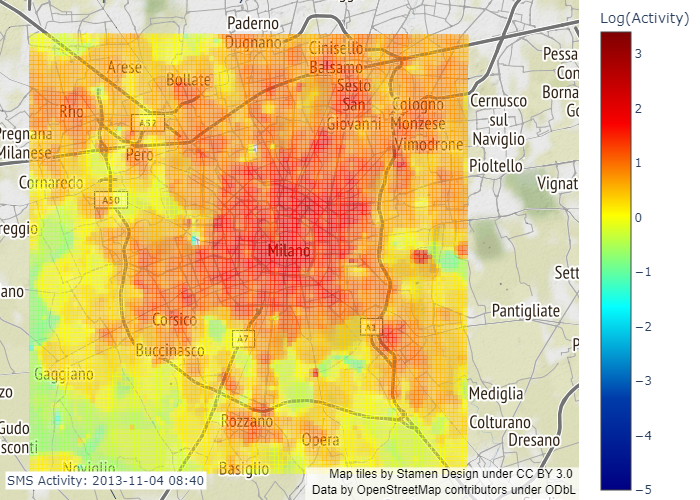 Log(Activity)
Paderno
Dugnano
Cinisello
Balsamo
Arese
Bollate
Sesto
San
Giovanni
Cologno
Monzese
Vimodrone
Pessa
Con
Borna
Go
Cernusco
sul
Naviglio
Rho
A52
Pregnana
Milanese
Pero
Pioltello
Cornaredo
Vignat
A50
reggio
Milano
Sett
ano
Pantigliate
Corsico
A7
A1
Buccinasco
P
Gaggiano
zo
Mediglia
Rozzano
Colturano
Gudo
Opera
Dresano
sconti
Noviglio
Basiglio
SMS Activity: 2013-11-04 08:40
Map tiles by Stamen Design under CC BY 3.0
Data by OpenStreetMap contributors under ODbL
3
2
1
0
−1
−2
−3
−4
−5